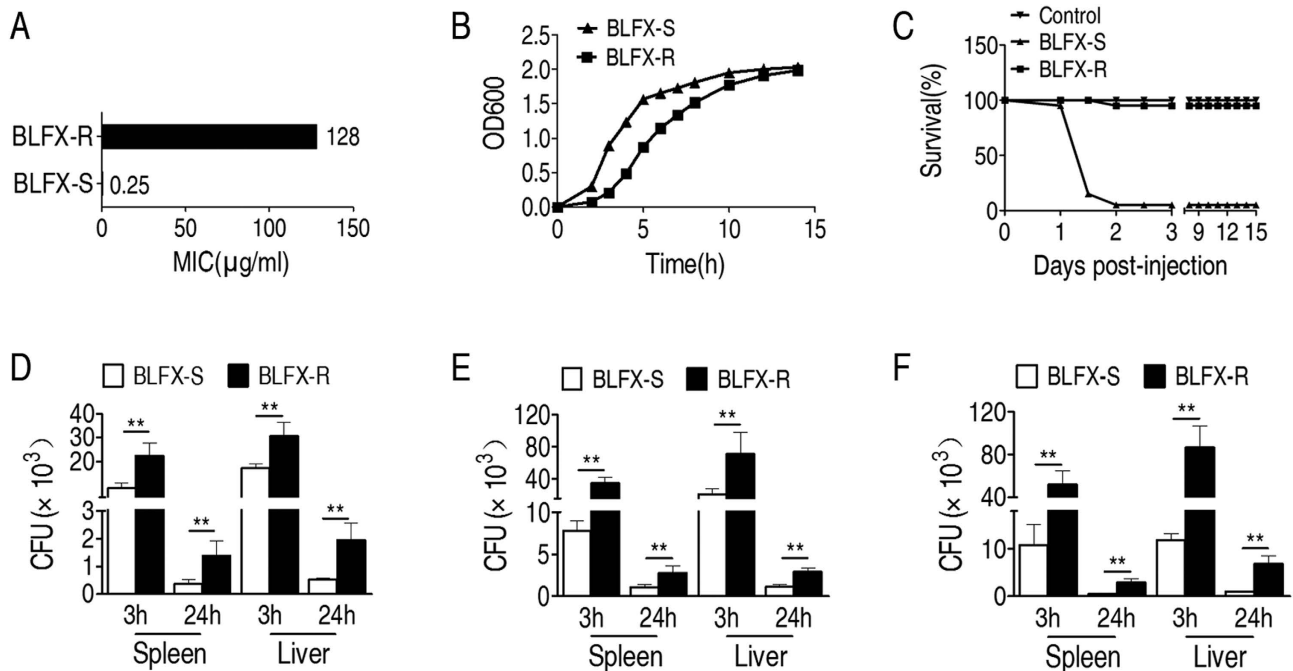 A
BLFX-R
128
BLFX-S
0.25
0 50 100 150
MIC(μg/ml)
B
BLFX-S
BLFX-R
2.5
2.0
1.5
1.0
0.5
0.0
OD600
0 5 10 15
Time(h)
C
Control
BLFX-S
BLFX-R
150
100
50
0
Survival(%)
0 1 2 3 9 12 15
Days post-injection
D
BLFX-S BLFX-R
40
30
20
3
2
1
0
CFU (× 10³)
** ** ** **
3h 24h 3h 24h
Spleen Liver
E
BLFX-S BLFX-R
120
80
40
10
5
0
CFU (× 10³)
** ** ** **
3h 24h 3h 24h
Spleen Liver
F
BLFX-S BLFX-R
120
80
40
10
0
CFU (× 10³)
** ** ** **
3h 24h 3h 24h
Spleen Liver